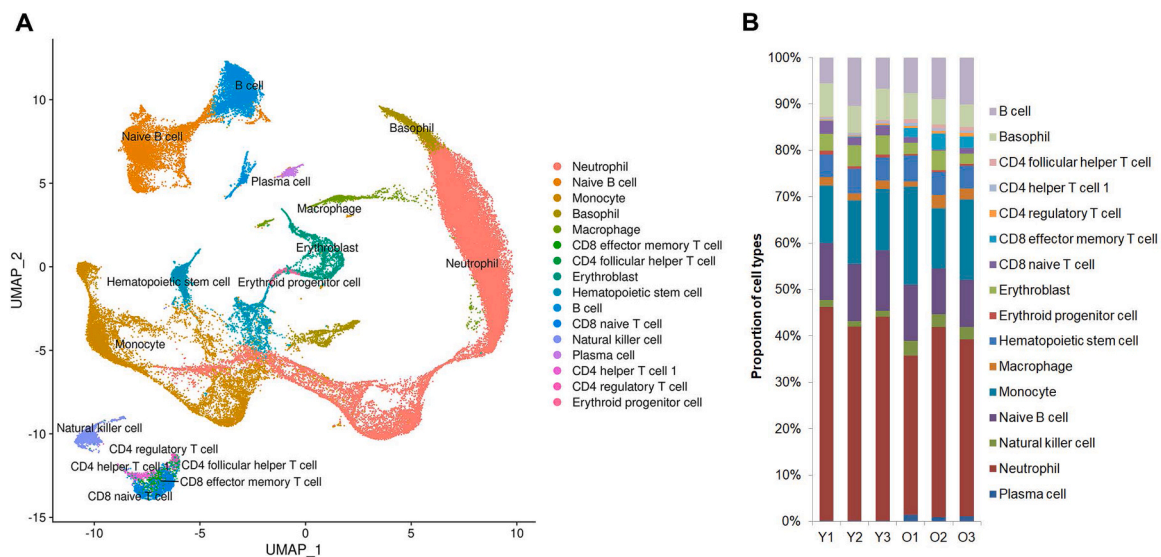 A
B
UMAP_2
10
5
0
-5
-10
-15
-10
-5
0
5
10
UMAP_1
B cell
Naive B cell
Basophil
Plasma cell
Macrophage
Erythroblast
Neutrophil
Hematopoietic stem cell
Erythroid progenitor cell
Monocyte
Natural killer cell
CD4 regulatory T cell
CD4 helper T cell 1
CD4 follicular helper T cell
CD8 effector memory T cell
CD8 naive T cell
Neutrophil
Naive B cell
Monocyte
Basophil
Macrophage
CD8 effector memory T cell
CD4 follicular helper T cell
Erythroblast
Hematopoietic stem cell
B cell
CD8 naive T cell
Natural killer cell
Plasma cell
CD4 helper T cell 1
CD4 regulatory T cell
Erythroid progenitor cell
Proportion of cell types
100%
90%
80%
70%
60%
50%
40%
30%
20%
10%
0%
Y1 Y2 Y3 O1 O2 O3
B cell
Basophil
CD4 follicular helper T cell
CD4 helper T cell 1
CD4 regulatory T cell
CD8 effector memory T cell
CD8 naive T cell
Erythroblast
Erythroid progenitor cell
Hematopoietic stem cell
Macrophage
Monocyte
Naive B cell
Natural killer cell
Neutrophil
Plasma cell